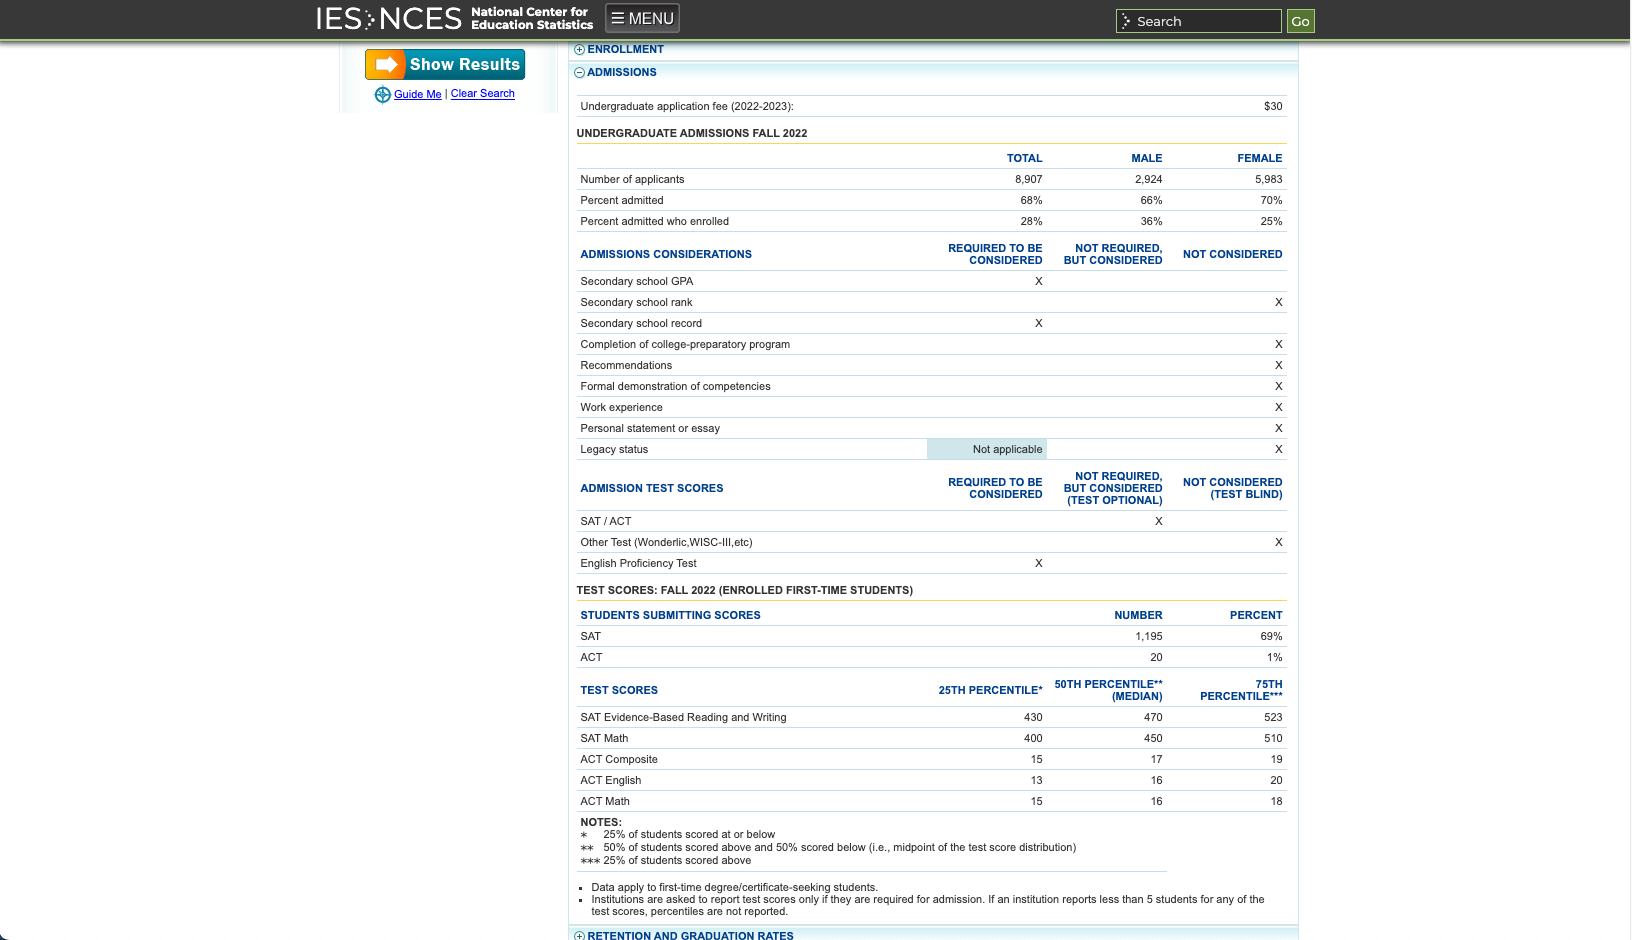 IES NCES National Center for Education Statistics ☰ MENU Search Go
Show Results
Guide Me | Clear Search
ENROLLMENT
ADMISSIONS
Undergraduate application fee (2022-2023): $30
UNDERGRADUATE ADMISSIONS FALL 2022
TOTAL MALE FEMALE
Number of applicants 8,907 2,924 5,983
Percent admitted 68% 66% 70%
Percent admitted who enrolled 28% 36% 25%
ADMISSIONS CONSIDERATIONS REQUIRED TO BE CONSIDERED NOT REQUIRED, BUT CONSIDERED NOT CONSIDERED
Secondary school GPA X
Secondary school rank X
Secondary school record X
Completion of college-preparatory program X
Recommendations X
Formal demonstration of competencies X
Work experience X
Personal statement or essay X
Legacy status Not applicable X
ADMISSION TEST SCORES REQUIRED TO BE CONSIDERED NOT REQUIRED, BUT CONSIDERED (TEST OPTIONAL) NOT CONSIDERED (TEST BLIND)
SAT / ACT X
Other Test (Wonderlic,WISC-III,etc) X
English Proficiency Test X
TEST SCORES: FALL 2022 (ENROLLED FIRST-TIME STUDENTS)
STUDENTS SUBMITTING SCORES NUMBER PERCENT
SAT 1,195 69%
ACT 20 1%
TEST SCORES 25TH PERCENTILE* 50TH PERCENTILE** (MEDIAN) 75TH PERCENTILE***
SAT Evidence-Based Reading and Writing 430 470 523
SAT Math 400 450 510
ACT Composite 15 17 19
ACT English 13 16 20
ACT Math 15 16 18
NOTES:
* 25% of students scored at or below
** 50% of students scored above and 50% scored below (i.e., midpoint of the test score distribution)
*** 25% of students scored above
▪ Data apply to first-time degree/certificate-seeking students.
▪ Institutions are asked to report test scores only if they are required for admission. If an institution reports less than 5 students for any of the
test scores, percentiles are not reported.
RETENTION AND GRADUATION RATES